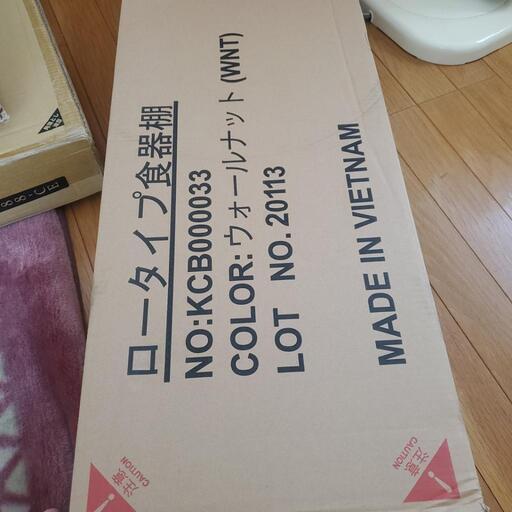 ロータイプ食器棚
NO:KCB000033
COLOR:ウォールナット(WNT)
LOT NO. 20113
MADE IN VIETNAM
注意
CAUTION
注意
CAUTION